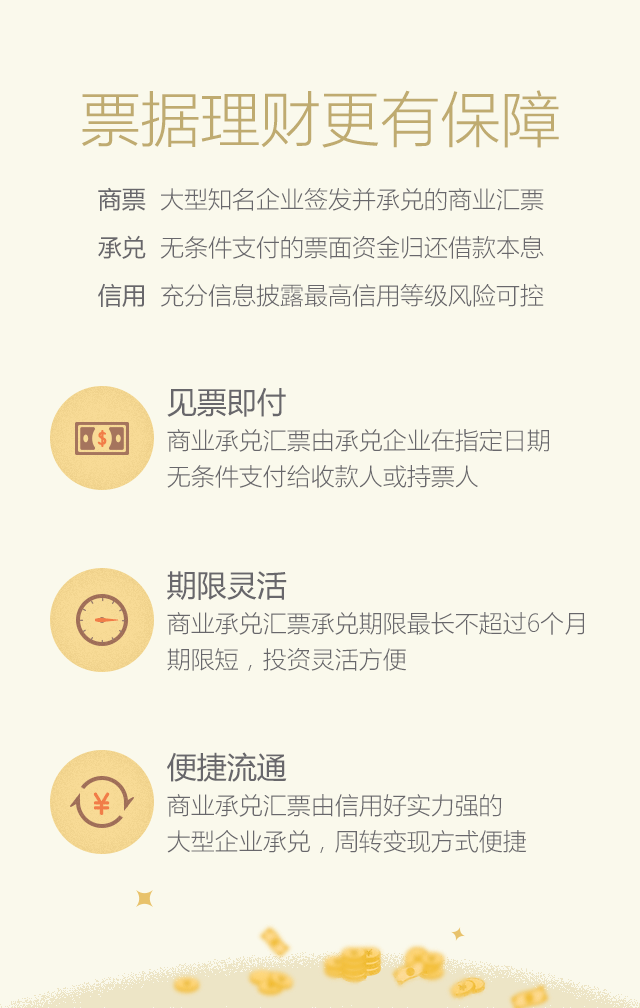 票据理财更有保障
商票 大型知名企业签发并承兑的商业汇票
承兑 无条件支付的票面资金归还借款本息
信用 充分信息披露最高信用等级风险可控
见票即付
商业承兑汇票由承兑企业在指定日期
无条件支付给收款人或持票人
期限灵活
商业承兑汇票承兑期限最长不超过6个月
期限短，投资灵活方便
便捷流通
商业承兑汇票由信用好实力强的
大型企业承兑，周转变现方式便捷